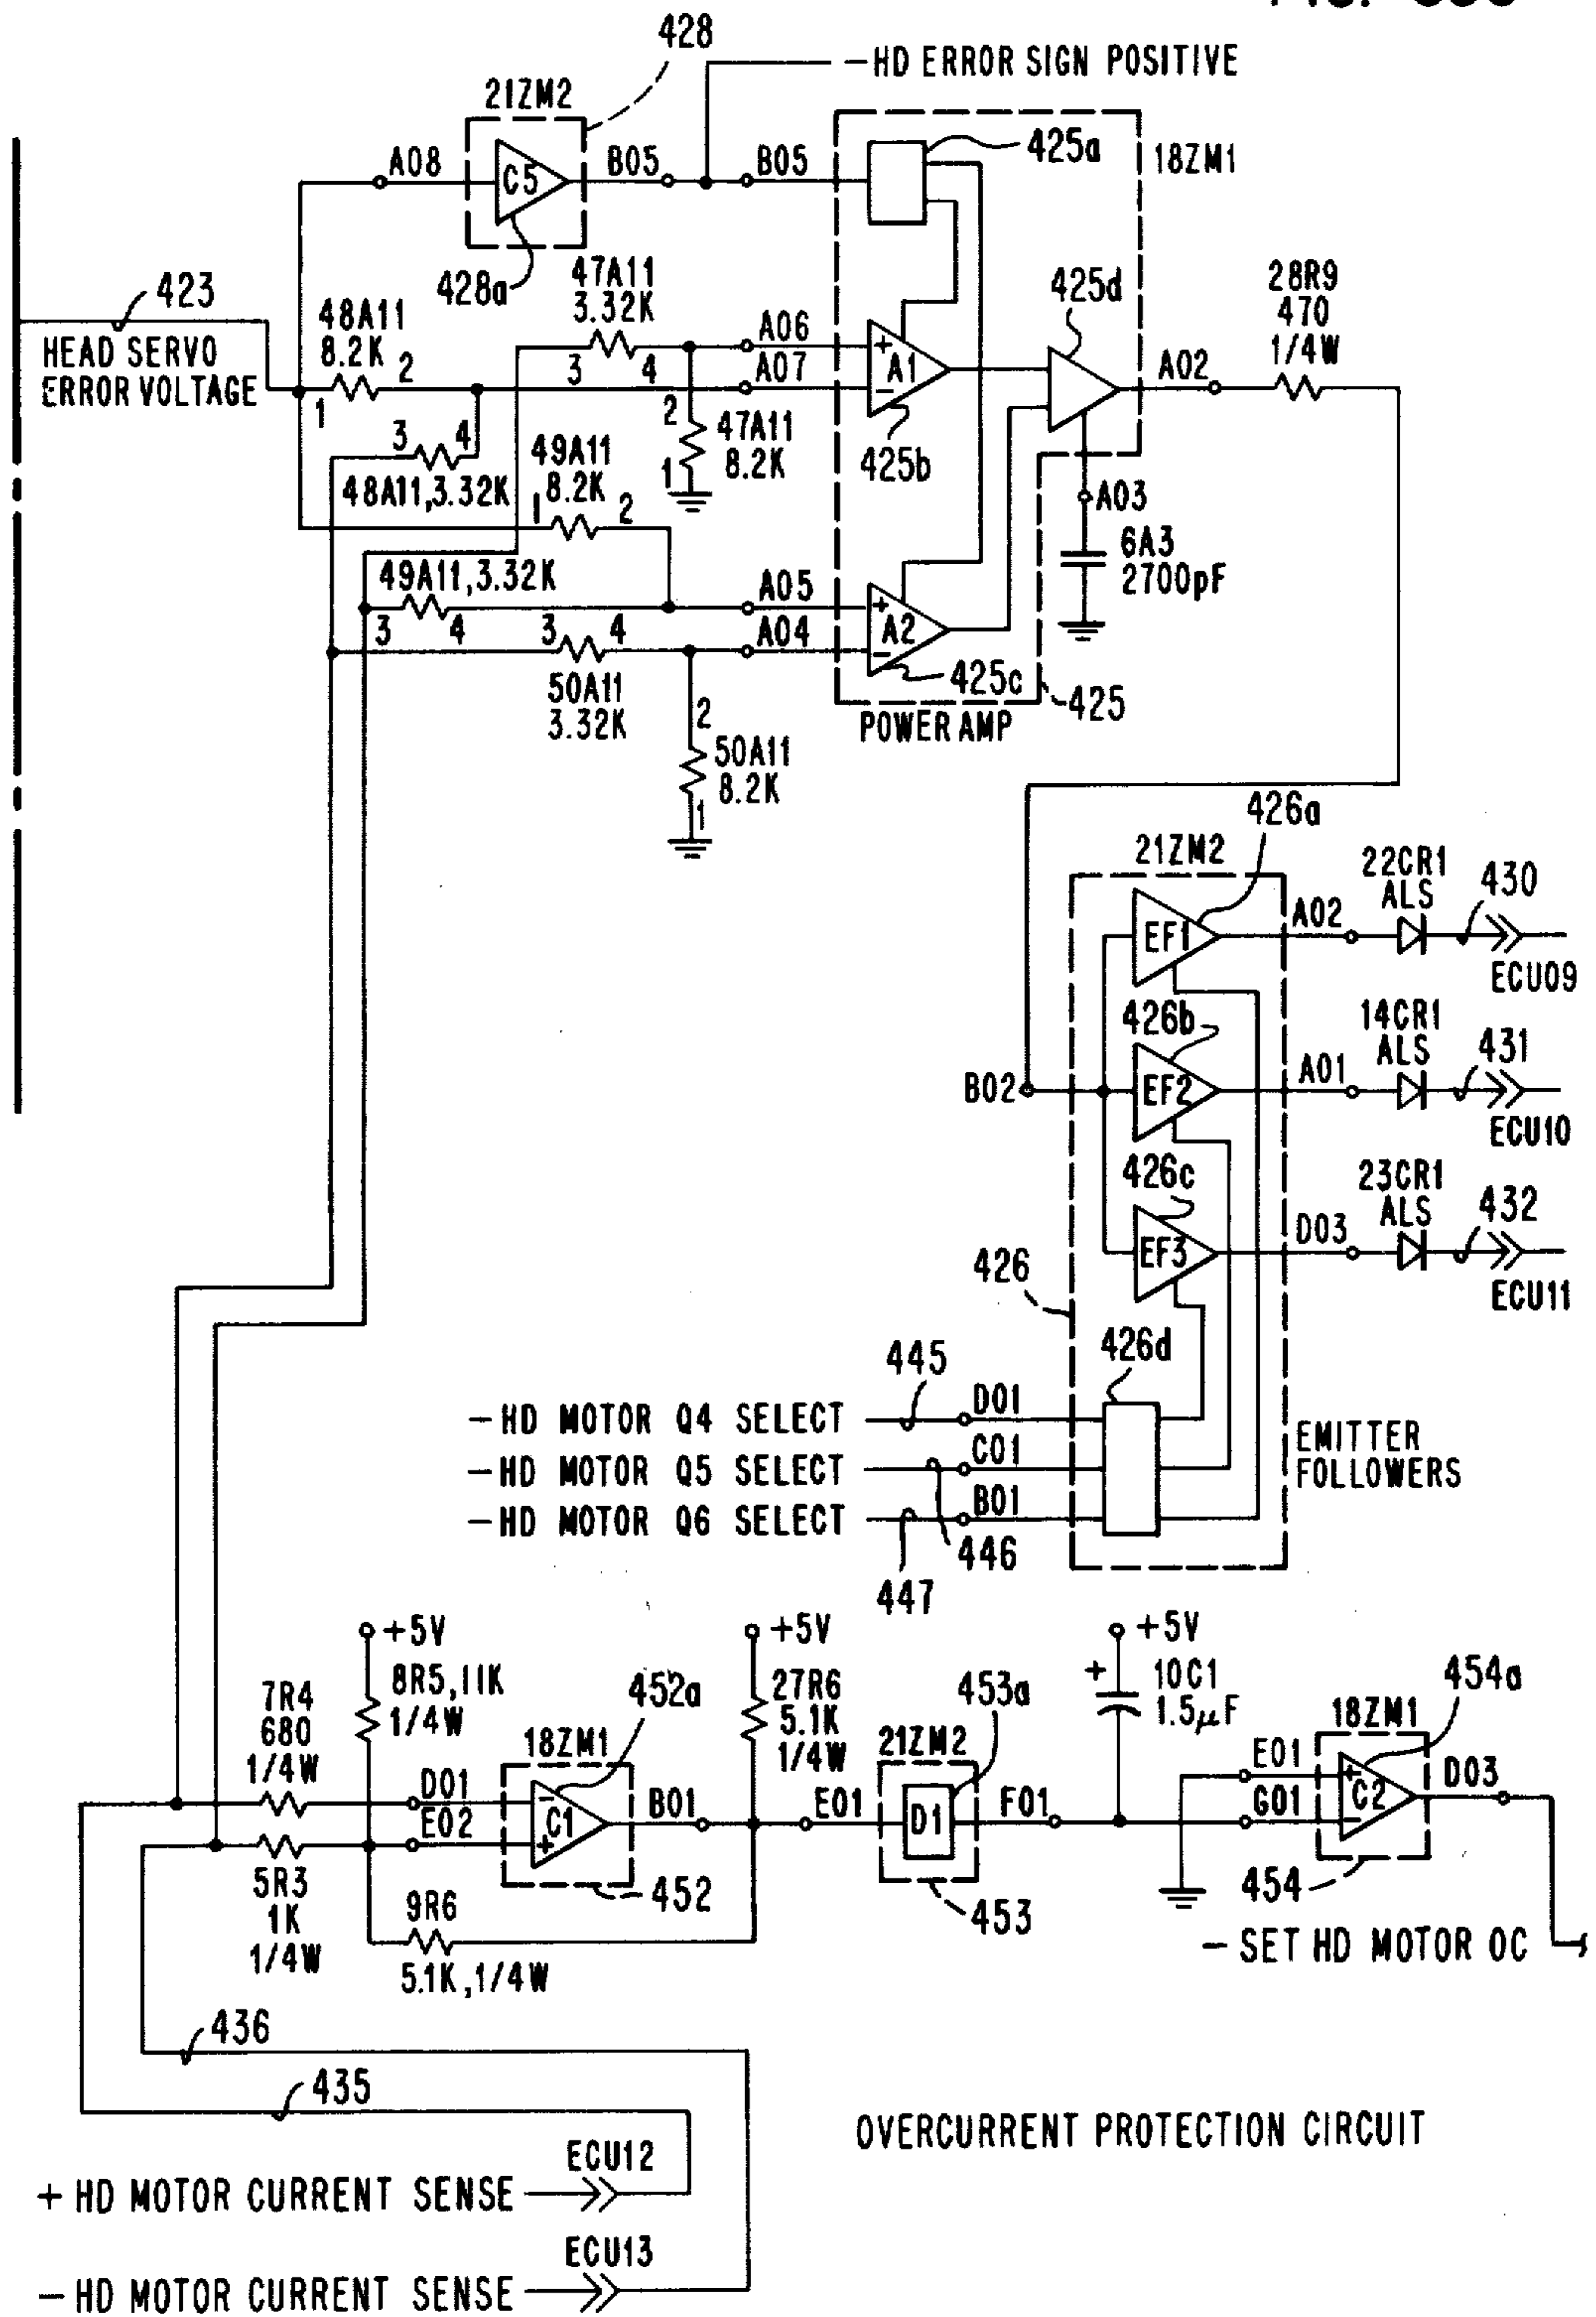 428
-HD ERROR SIGN POSITIVE
21ZM2
425a
18ZM1
A08
C5
B05
B05
428a
423
47A11
3.32K
425d
28R9
470
1/4W
48A11
8.2K
HEAD SERVO
ERROR VOLTAGE
1
2
3
4
A06
A07
+
A1
-
A02
3
4
48A11,3.32K
49A11
8.2K
1
2
2
1
47A11
8.2K
425b
A03
6A3
2700pF
49A11,3.32K
3
4
3
4
A05
A04
+
A2
-
50A11
3.32K
425c
425
POWER AMP
2
50A11
8.2K
1
426a
21ZM2
22CR1
ALS
430
EF1
A02
ECU09
426b
14CR1
ALS
431
B02
EF2
A01
ECU10
426c
23CR1
ALS
432
EF3
D03
ECU11
426
426d
445
-HD MOTOR Q4 SELECT
D01
-HD MOTOR Q5 SELECT
C01
-HD MOTOR Q6 SELECT
B01
446
447
EMITTER
FOLLOWERS
+5V
+5V
+5V
7R4
680
1/4W
8R5,11K
1/4W
452a
27R6
5.1K
1/4W
453a
+
10C1
1.5μF
454a
18ZM1
21ZM2
18ZM1
D01
E02
-
C1
+
B01
E01
D1
F01
E01
G01
+
C2
-
D03
5R3
1K
1/4W
9R6
5.1K,1/4W
452
453
454
-SET HD MOTOR OC
436
435
OVERCURRENT PROTECTION CIRCUIT
ECU12
+HD MOTOR CURRENT SENSE
ECU13
-HD MOTOR CURRENT SENSE